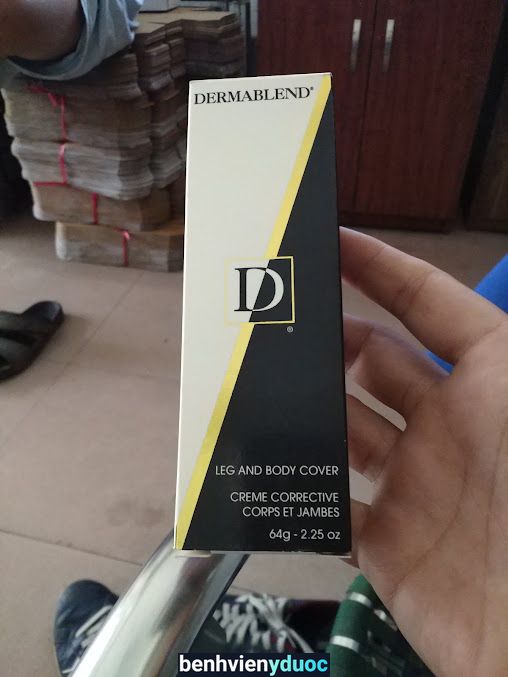 DERMABLEND®
D
®
LEG AND BODY COVER
CREME CORRECTIVE
CORPS ET JAMBES
64g - 2.25 oz
benhvienyduoc